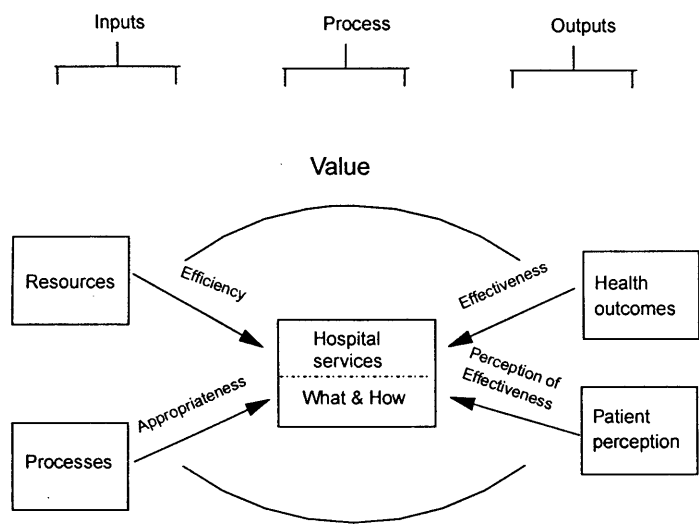 Inputs
Process
Outputs
Value
Resources
Efficiency
Effectiveness
Health
outcomes
Hospital
services
What & How
Appropriateness
Perception of
Effectiveness
Processes
Patient
perception